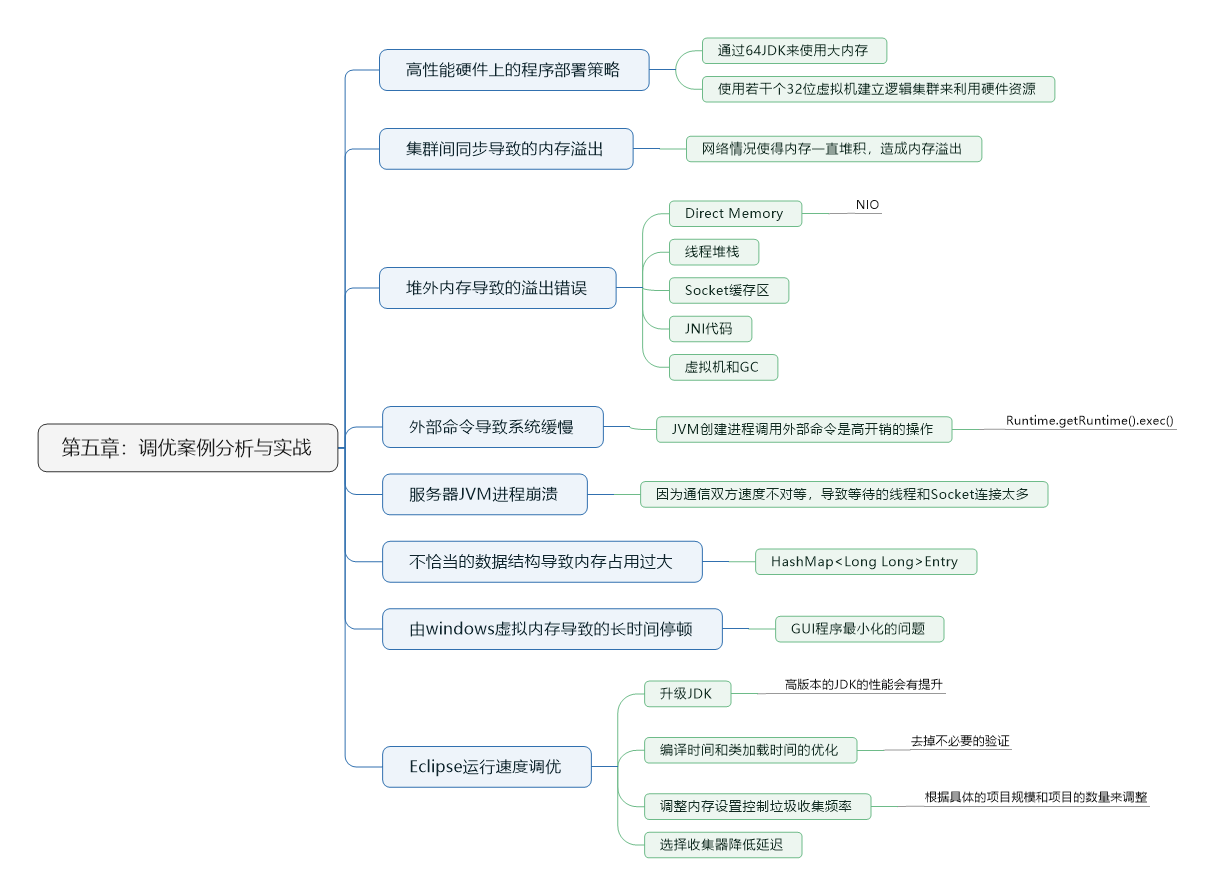 第五章：调优案例分析与实战
高性能硬件上的程序部署策略
通过64JDK来使用大内存
使用若干个32位虚拟机建立逻辑集群来利用硬件资源
集群间同步导致的内存溢出
网络情况使得内存一直堆积，造成内存溢出
堆外内存导致的溢出错误
Direct Memory
NIO
线程堆栈
Socket缓存区
JNI代码
虚拟机和GC
外部命令导致系统缓慢
JVM创建进程调用外部命令是高开销的操作
Runtime.getRuntime().exec()
服务器JVM进程崩溃
因为通信双方速度不对等，导致等待的线程和Socket连接太多
不恰当的数据结构导致内存占用过大
HashMap<Long Long>Entry
由windows虚拟内存导致的长时间停顿
GUI程序最小化的问题
Eclipse运行速度调优
升级JDK
高版本的JDK的性能会有提升
编译时间和类加载时间的优化
去掉不必要的验证
调整内存设置控制垃圾收集频率
根据具体的项目规模和项目的数量来调整
选择收集器降低延迟